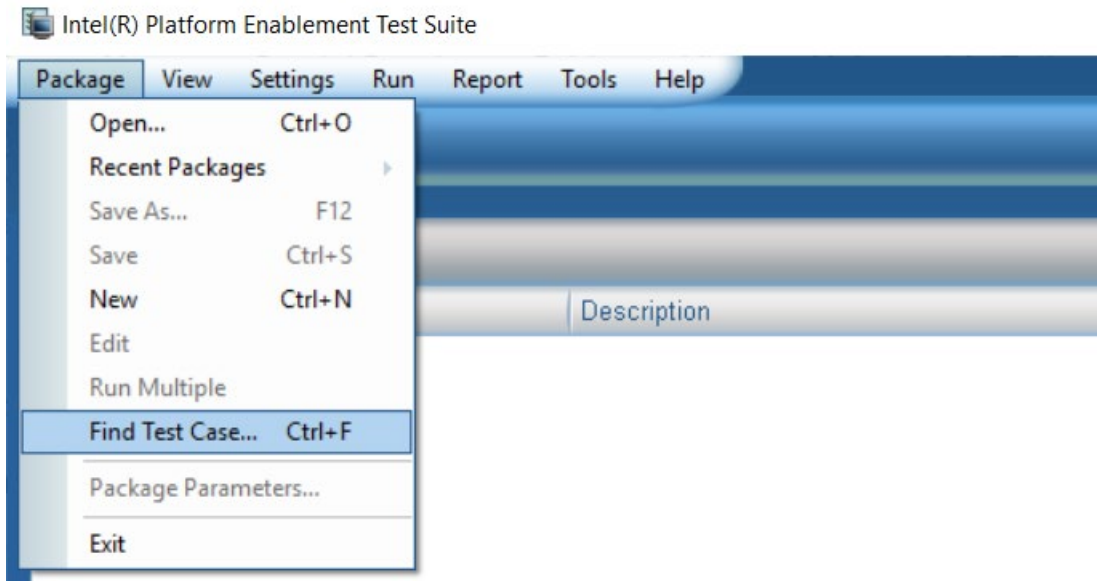 Intel(R) Platform Enablement Test Suite
Package View Settings Run Report Tools Help
Open... Ctrl+O
Recent Packages
Save As... F12
Save Ctrl+S
New Ctrl+N
Description
Edit
Run Multiple
Find Test Case... Ctrl+F
Package Parameters...
Exit